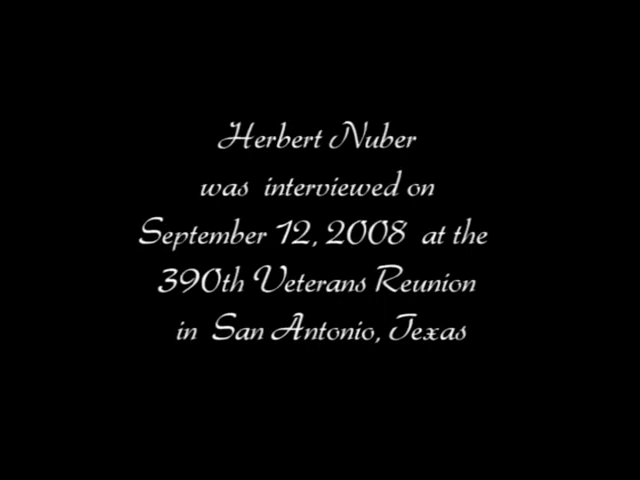 Herbert Nuber
was interviewed on
September 12, 2008 at the
390th Veterans Reunion
in San Antonio, Texas